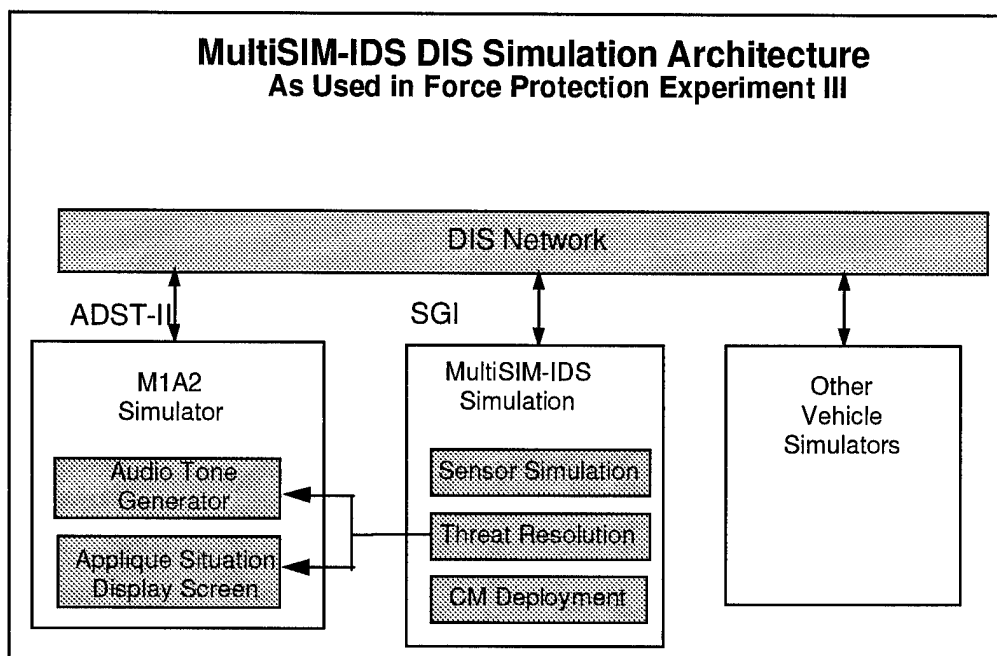 MultiSIM-IDS DIS Simulation Architecture
As Used in Force Protection Experiment III
DIS Network
ADST-II
SGI
M1A2
Simulator
Audio Tone
Generator
Applique Situation
Display Screen
MultiSIM-IDS
Simulation
Sensor Simulation
Threat Resolution
CM Deployment
Other
Vehicle
Simulators